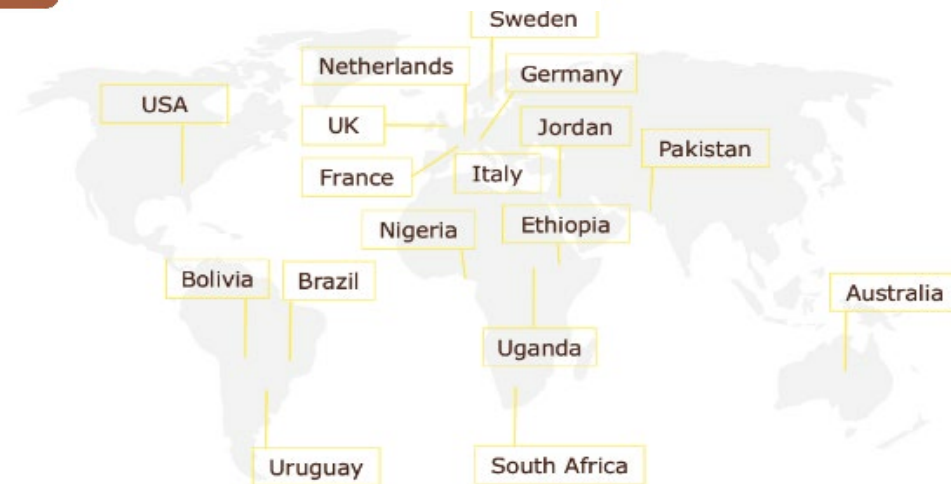 Sweden
Netherlands
Germany
USA
UK
Jordan
Pakistan
France
Italy
Nigeria
Ethiopia
Bolivia
Brazil
Australia
Uganda
Uruguay
South Africa